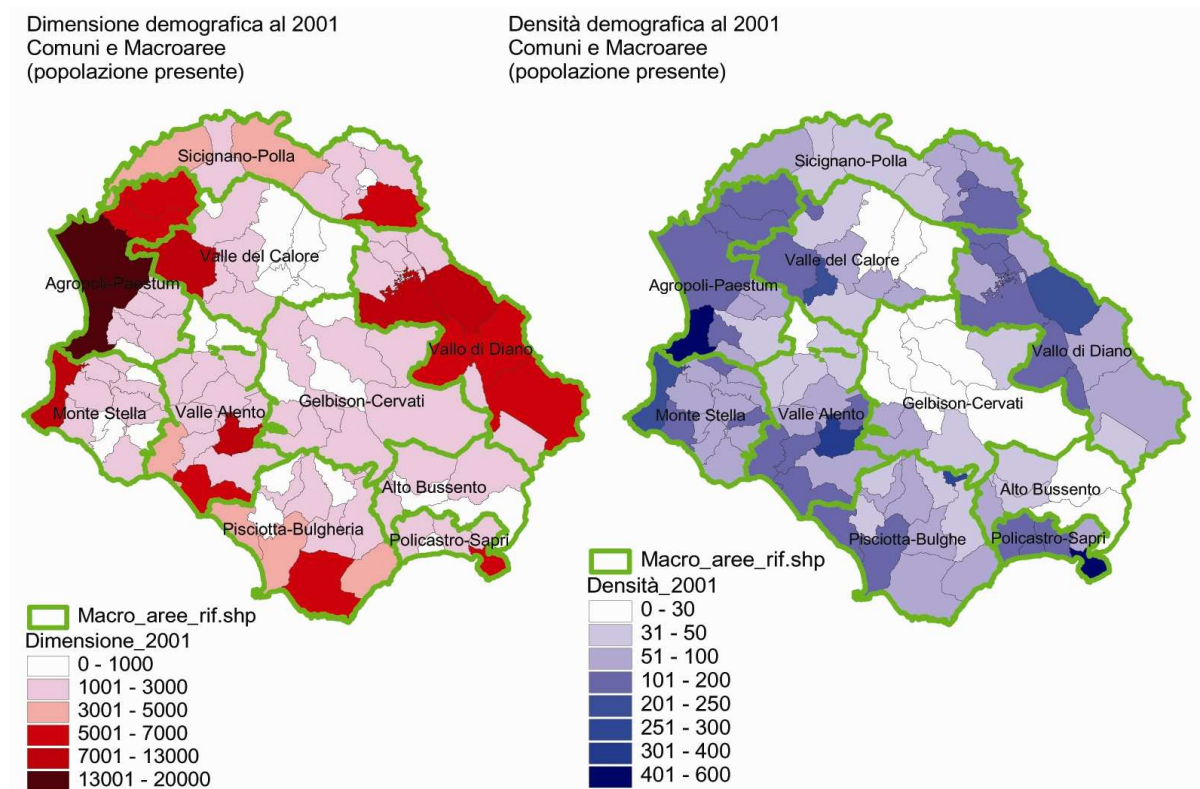 Dimensione demografica al 2001
Comuni e Macroaree
(popolazione presente)
Sicignano-Polla
Valle del Calore
Agropoli-Paestum
Vallo di Diano
Monte Stella
Valle Alento
Gelbison-Cervati
Alto Bussento
Pisciotta-Bulgheria
Policastro-Sapri
Macro_aree_rif.shp
Dimensione_2001
0 - 1000
1001 - 3000
3001 - 5000
5001 - 7000
7001 - 13000
13001 - 20000
Densità demografica al 2001
Comuni e Macroaree
(popolazione presente)
Sicignano-Polla
Valle del Calore
Agropoli-Paestum
Vallo di Diano
Gelbison-Cervati
Monte Stella
Valle Alento
Alto Bussento
Pisciotta-Bulghe
Policastro-Sapri
Macro_aree_rif.shp
Densità_2001
0 - 30
31 - 50
51 - 100
101 - 200
201 - 250
251 - 300
301 - 400
401 - 600